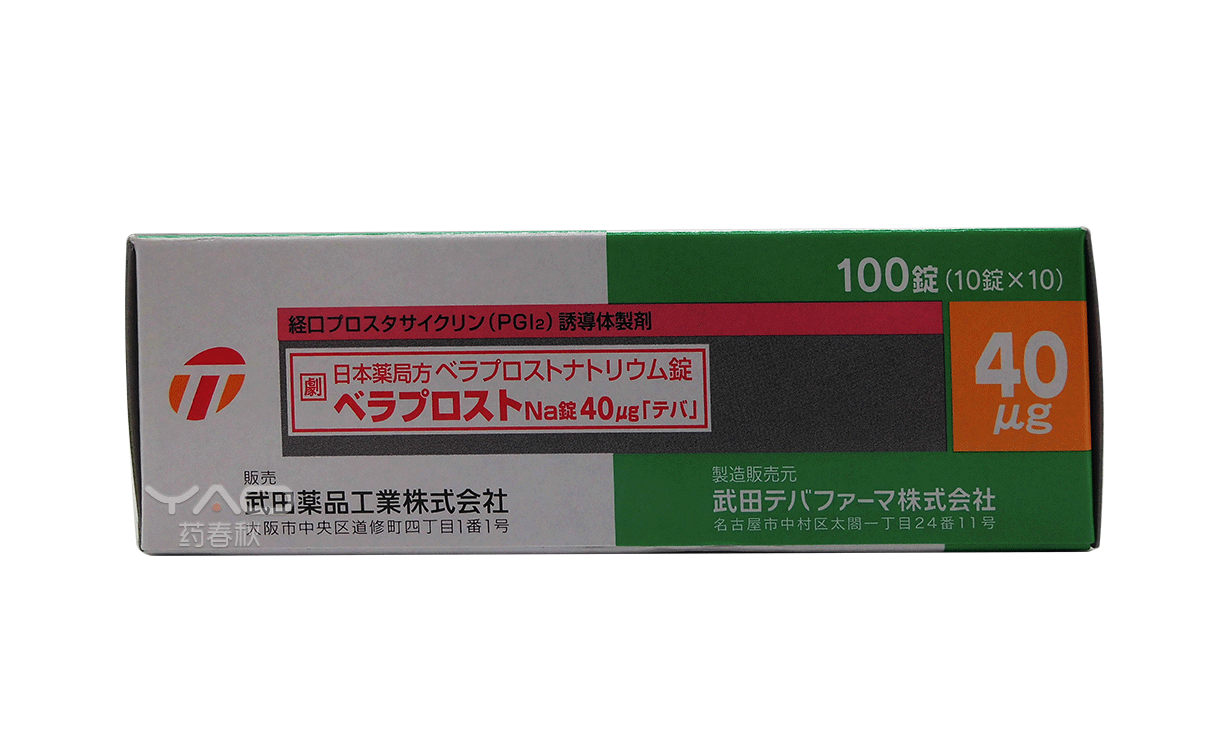 100錠(10錠×10)
経口プロスタサイクリン(PGI₂)誘導体製剤
劇
日本薬局方 ベラプロストナトリウム錠
ベラプロストNa錠40μg「テバ」
40
μg
販売
武田薬品工業株式会社
大阪市中央区道修町四丁目1番1号
製造販売元
武田テバファーマ株式会社
名古屋市中村区太閤一丁目24番11号
YAO
药春秋